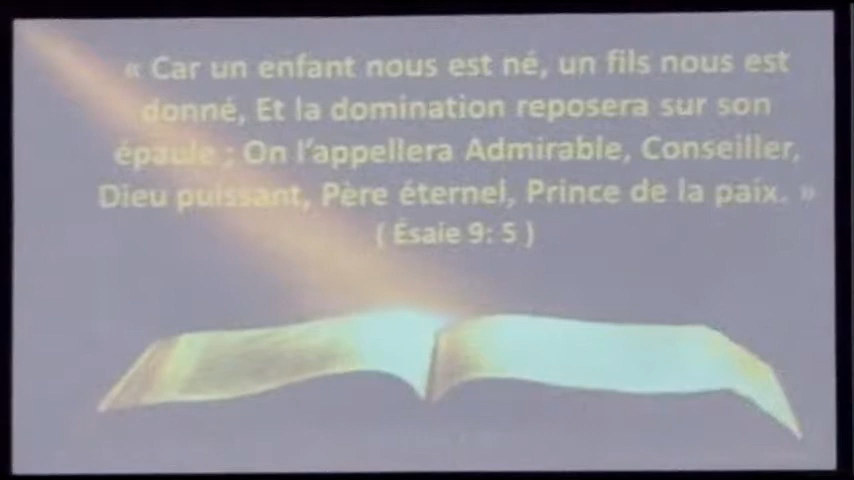 « Car un enfant nous est né, un fils nous est
donné, Et la domination reposera sur son
épaule ; On l'appellera Admirable, Conseiller,
Dieu puissant, Père éternel, Prince de la paix. »
( Ésaie 9: 5 )